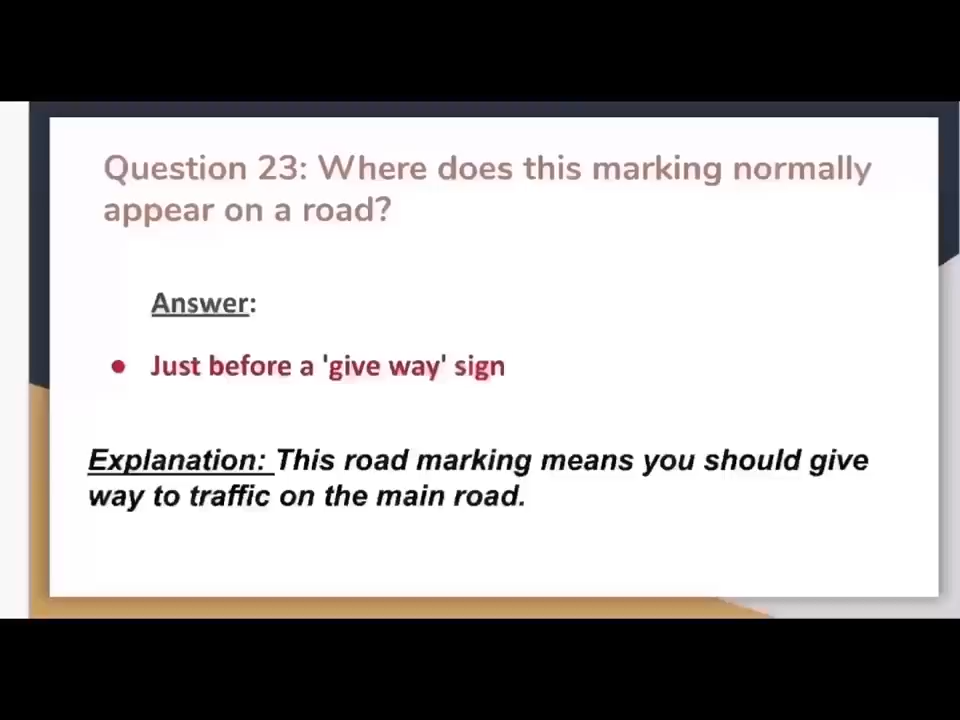 Question 23: Where does this marking normally
appear on a road?
Answer:
● Just before a 'give way' sign
Explanation: This road marking means you should give
way to traffic on the main road.